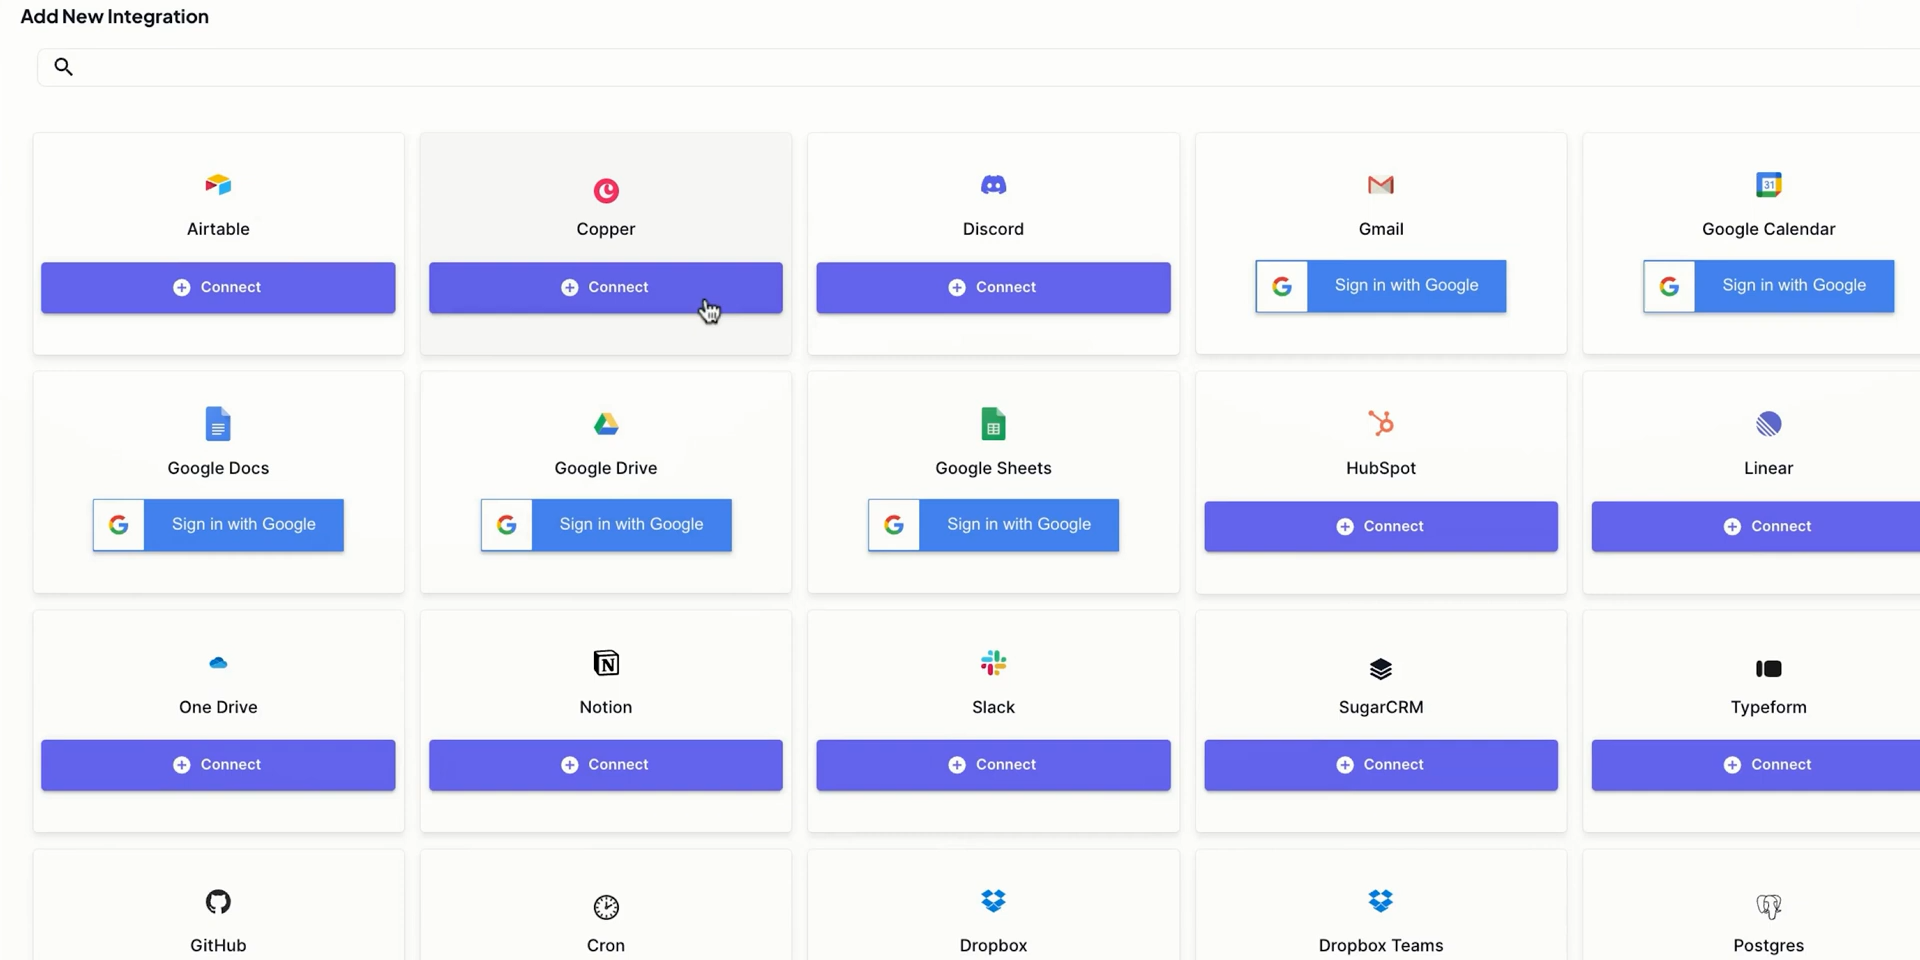 Add New Integration
Airtable
Connect
Copper
Connect
Discord
Connect
Gmail
Sign in with Google
31
Google Calendar
Sign in with Google
Google Docs
Sign in with Google
Google Drive
Sign in with Google
Google Sheets
Sign in with Google
HubSpot
Connect
Linear
Connect
One Drive
Connect
Notion
Connect
Slack
Connect
SugarCRM
Connect
Typeform
Connect
GitHub
Cron
Dropbox
Dropbox Teams
Postgres